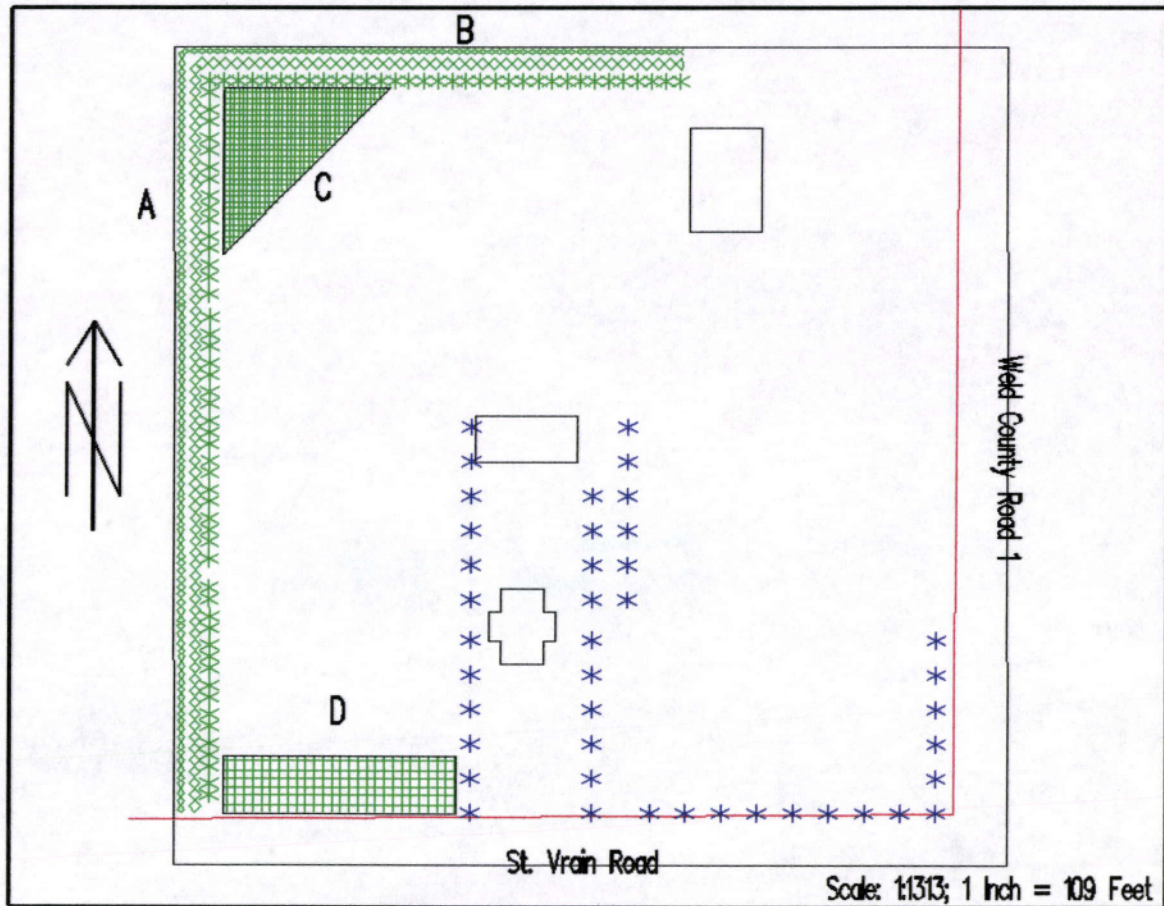 B
A
C
N
Weld County Road 1
D
St. Vrain Road
Scale: 1:1313; 1 Inch = 109 Feet